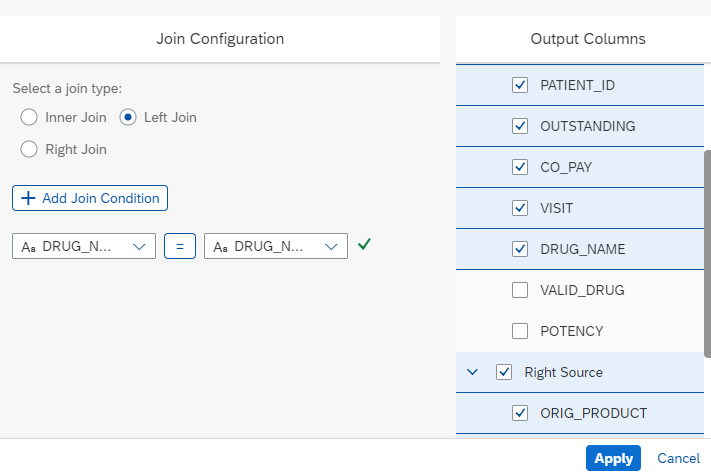 Join Configuration
Select a join type:
Inner Join
Left Join
Right Join
+ Add Join Condition
Aa DRUG_N...
=
Aa DRUG_N...
Output Columns
PATIENT_ID
OUTSTANDING
CO_PAY
VISIT
DRUG_NAME
VALID_DRUG
POTENCY
Right Source
ORIG_PRODUCT
Apply
Cancel